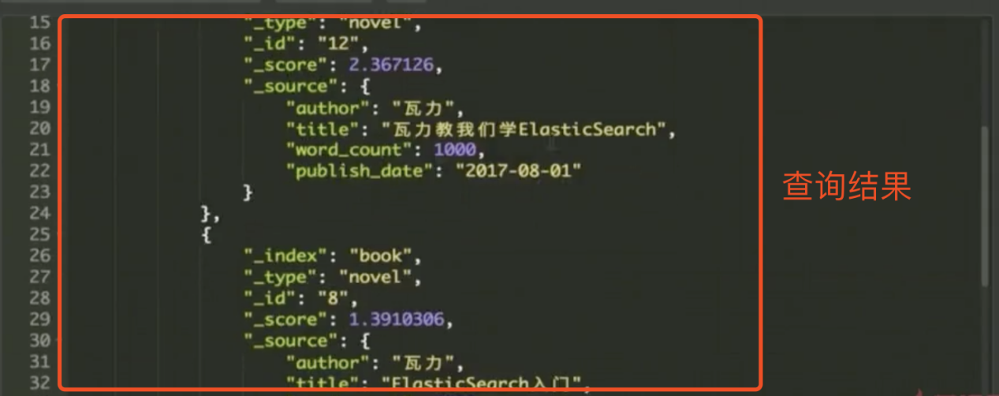 15 "_type": "novel",
16 "_id": "12",
17 "_score": 2.367126,
18 "_source": {
19 "author": "瓦力",
20 "title": "瓦力教我们学ElasticSearch",
21 "word_count": 1000,
22 "publish_date": "2017-08-01"
23 }
24 },
25 {
26 "_index": "book",
27 "_type": "novel",
28 "_id": "8",
29 "_score": 1.3910306,
30 "_source": {
31 "author": "瓦力",
32 "title": "ElasticSearch入门",
查询结果